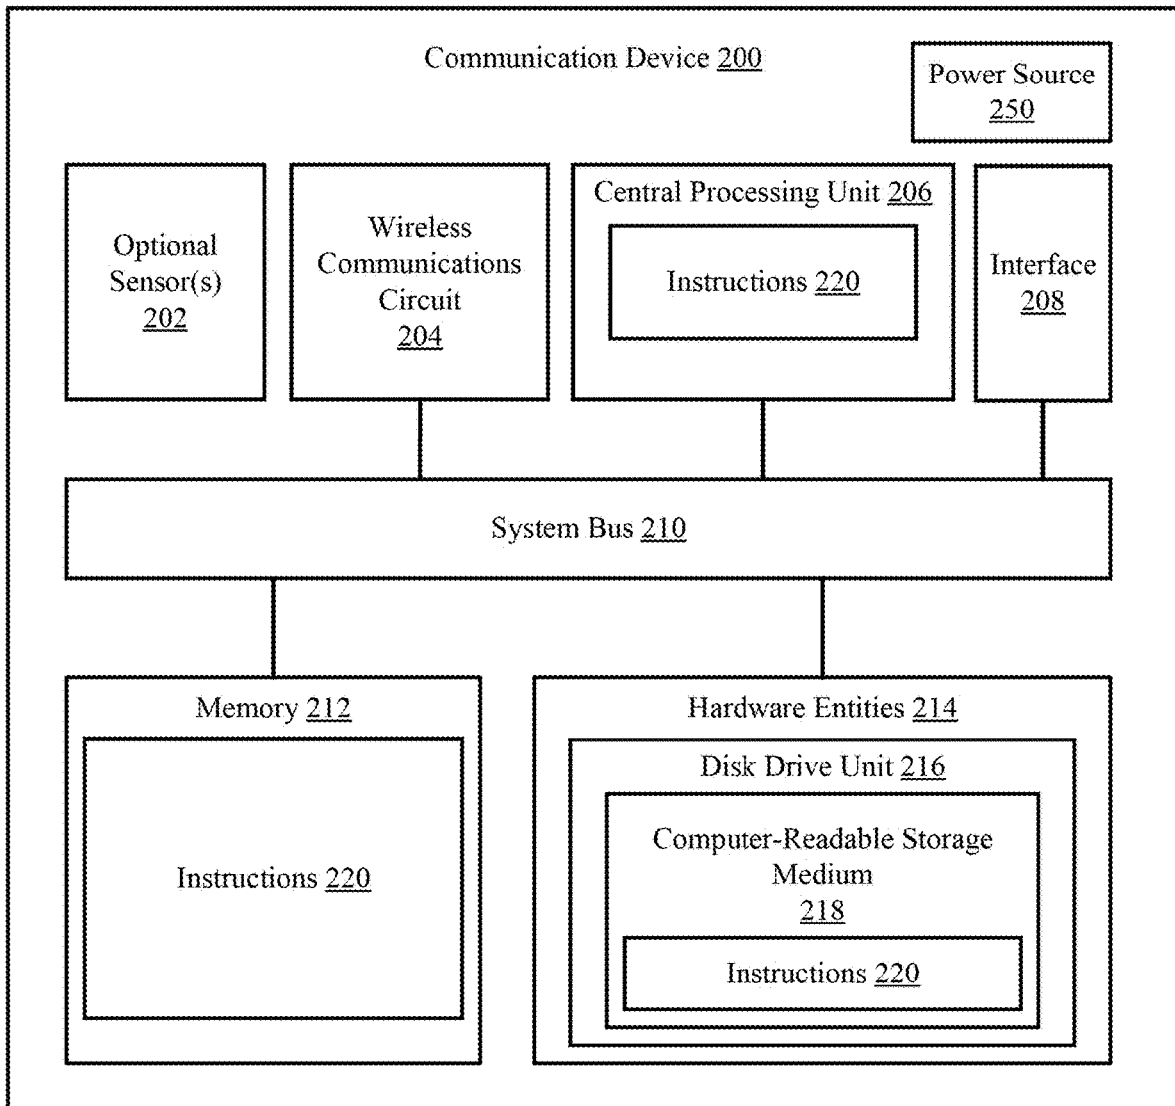 Communication Device 200
Power Source
250
Optional
Sensor(s)
202
Wireless
Communications
Circuit
204
Central Processing Unit 206
Instructions 220
Interface
208
System Bus 210
Memory 212
Instructions 220
Hardware Entities 214
Disk Drive Unit 216
Computer-Readable Storage
Medium
218
Instructions 220